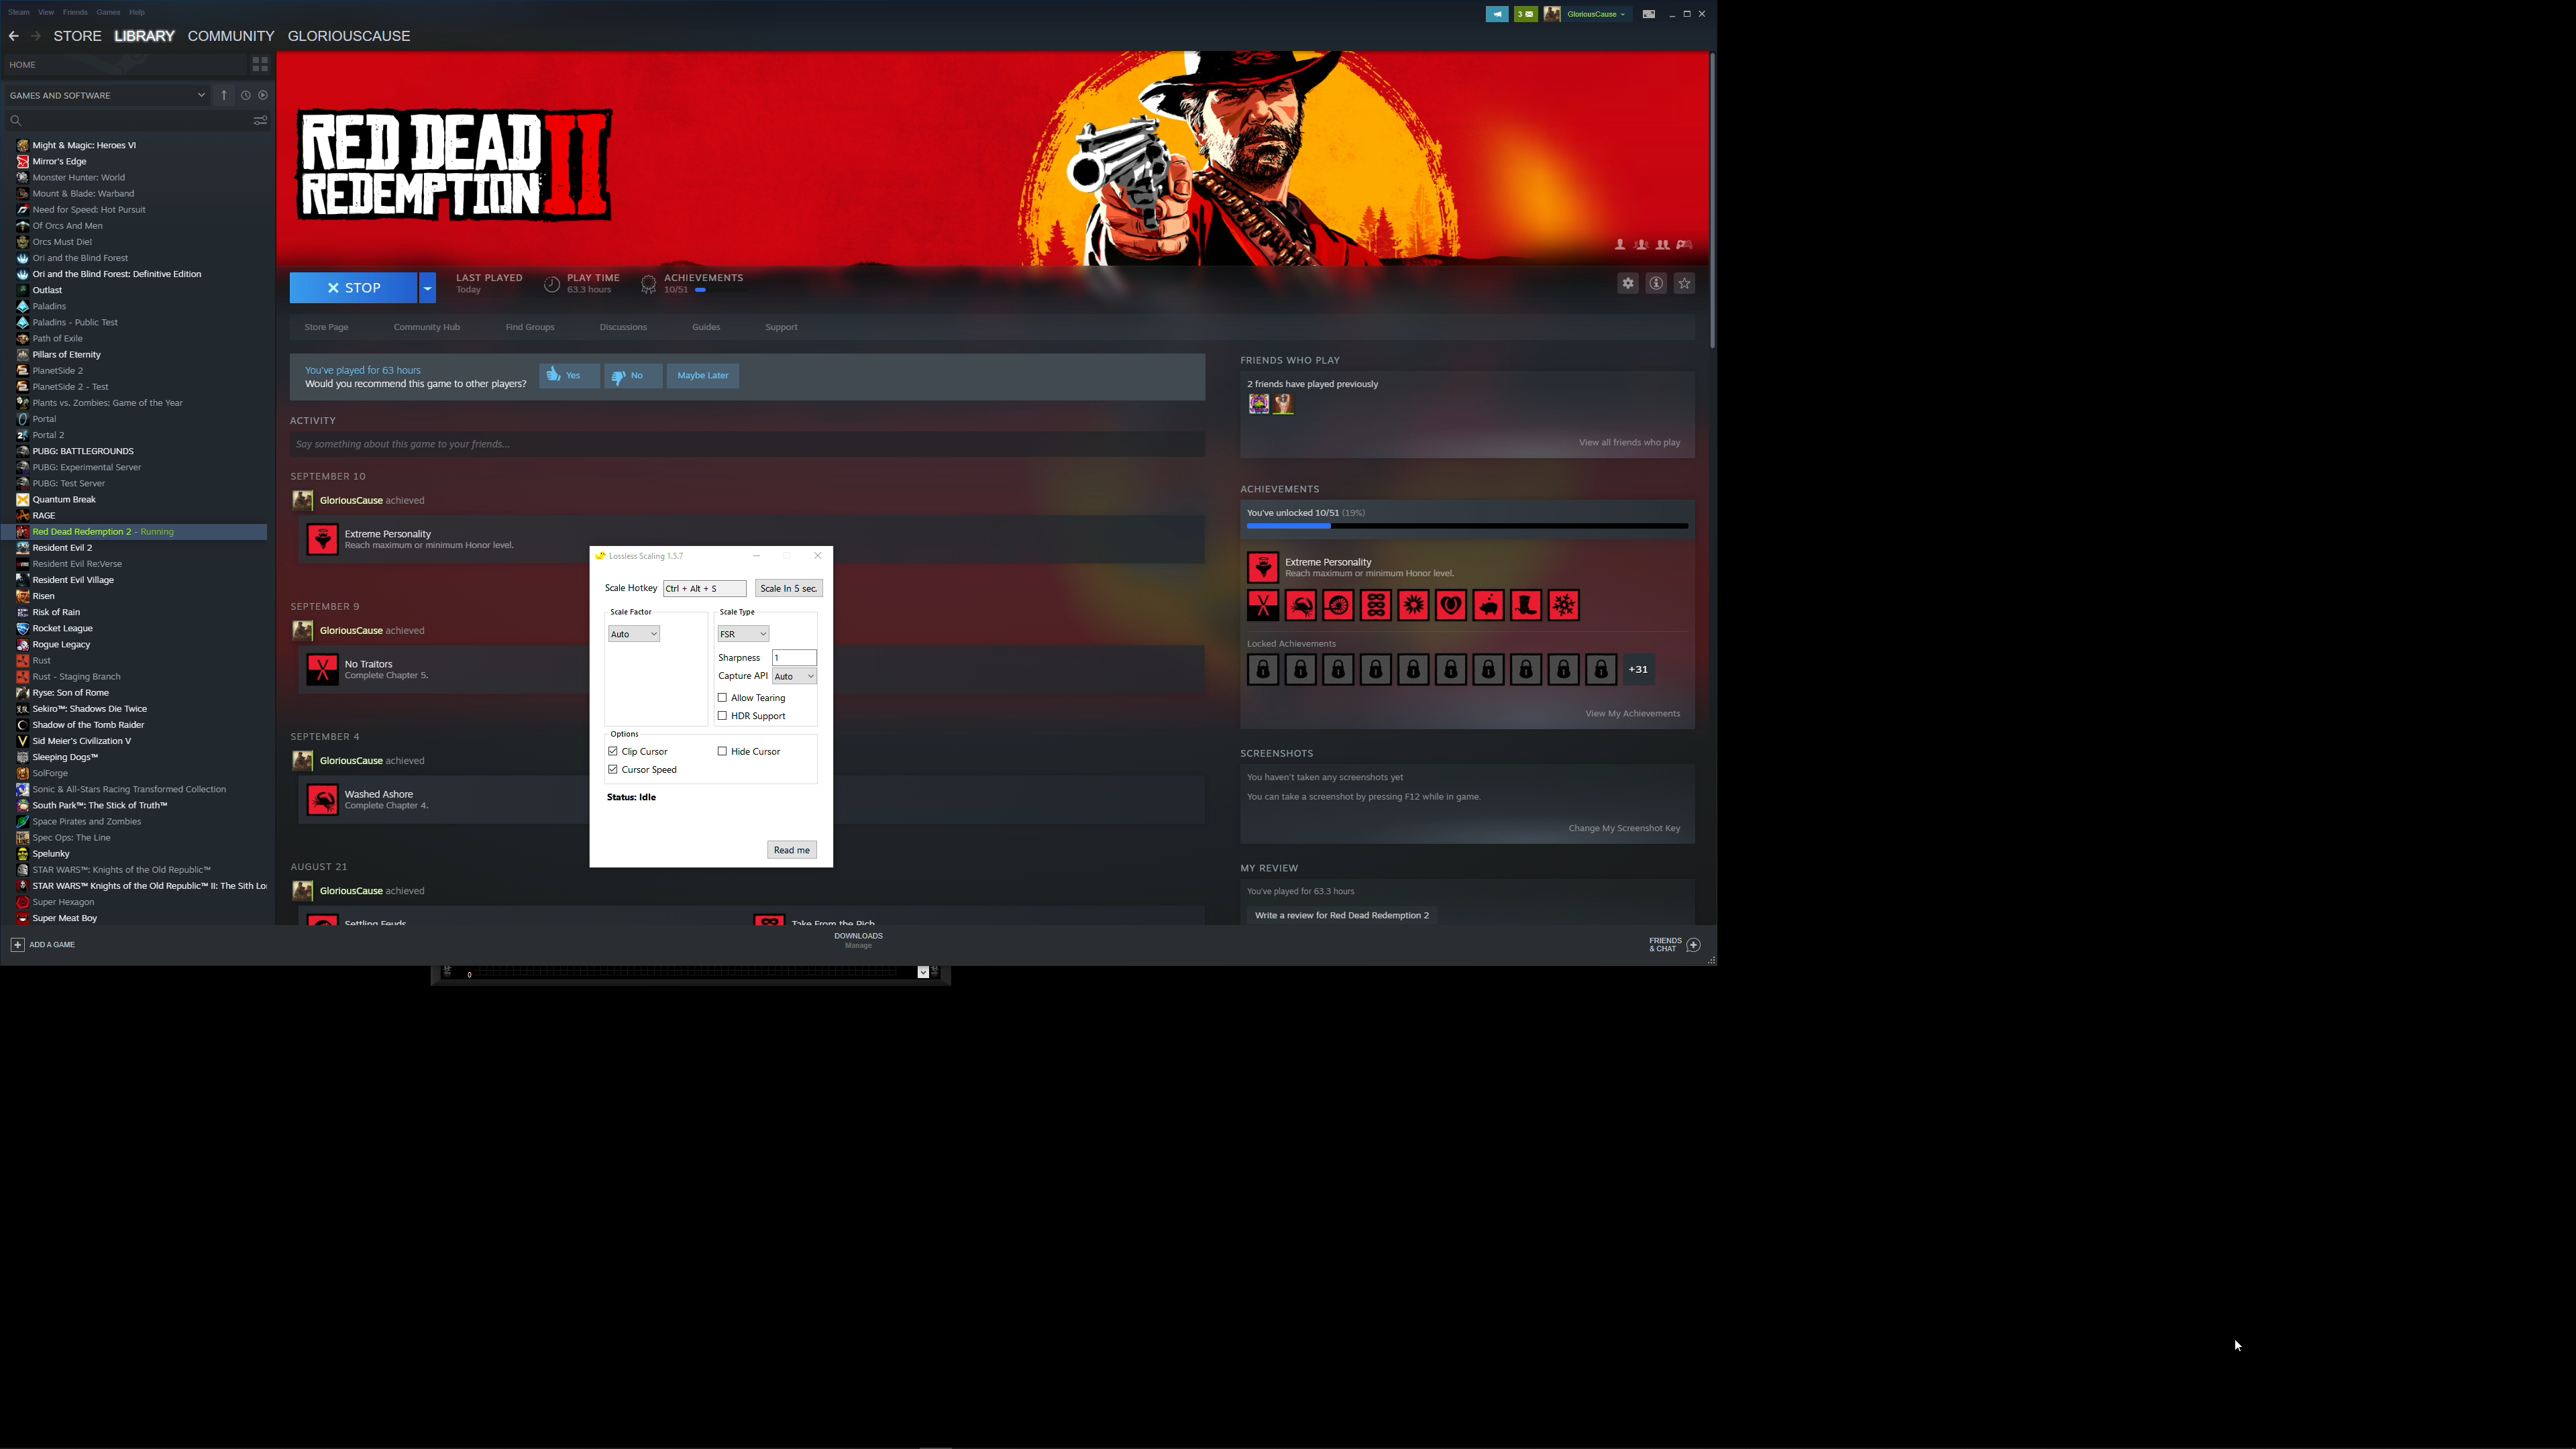 Steam View Friends Games Help
3
GloriousCause
STORE LIBRARY COMMUNITY GLORIOUSCAUSE
HOME
GAMES AND SOFTWARE
Might & Magic: Heroes VI
Mirror's Edge
Monster Hunter: World
Mount & Blade: Warband
Need for Speed: Hot Pursuit
Of Orcs And Men
Orcs Must Die!
Ori and the Blind Forest
Ori and the Blind Forest: Definitive Edition
Outlast
Paladins
Paladins - Public Test
Path of Exile
Pillars of Eternity
PlanetSide 2
PlanetSide 2 - Test
Plants vs. Zombies: Game of the Year
Portal
Portal 2
PUBG: BATTLEGROUNDS
PUBG: Experimental Server
PUBG: Test Server
Quantum Break
RAGE
Red Dead Redemption 2 - Running
Resident Evil 2
Resident Evil Re:Verse
Resident Evil Village
Risen
Risk of Rain
Rocket League
Rogue Legacy
Rust
Rust - Staging Branch
Ryse: Son of Rome
Sekiro™: Shadows Die Twice
Shadow of the Tomb Raider
Sid Meier's Civilization V
Sleeping Dogs™
SolForge
Sonic & All-Stars Racing Transformed Collection
South Park™: The Stick of Truth™
Space Pirates and Zombies
Spec Ops: The Line
Spelunky
STAR WARS™: Knights of the Old Republic™
STAR WARS™ Knights of the Old Republic™ II: The Sith Lo
Super Hexagon
Super Meat Boy
ADD A GAME
RED DEAD
REDEMPTION II
STOP
LAST PLAYED
Today
PLAY TIME
63.3 hours
ACHIEVEMENTS
10/51
Store Page Community Hub Find Groups Discussions Guides Support
You've played for 63 hours
Would you recommend this game to other players?
Yes No Maybe Later
ACTIVITY
Say something about this game to your friends...
SEPTEMBER 10
GloriousCause achieved
Extreme Personality
Reach maximum or minimum Honor level.
SEPTEMBER 9
GloriousCause achieved
No Traitors
Complete Chapter 5.
SEPTEMBER 4
GloriousCause achieved
Washed Ashore
Complete Chapter 4.
AUGUST 21
GloriousCause achieved
Settling Feuds
Take From the Rich
Lossless Scaling 1.5.7
Scale Hotkey Ctrl + Alt + S Scale In 5 sec.
Scale Factor
Auto
Scale Type
FSR
Sharpness 1
Capture API Auto
Allow Tearing
HDR Support
Options
Clip Cursor Hide Cursor
Cursor Speed
Status: Idle
Read me
FRIENDS WHO PLAY
2 friends have played previously
View all friends who play
ACHIEVEMENTS
You've unlocked 10/51 (19%)
Extreme Personality
Reach maximum or minimum Honor level.
Locked Achievements
+31
View My Achievements
SCREENSHOTS
You haven't taken any screenshots yet
You can take a screenshot by pressing F12 while in game.
Change My Screenshot Key
MY REVIEW
You've played for 63.3 hours
Write a review for Red Dead Redemption 2
DOWNLOADS
Manage
FRIENDS
& CHAT
0